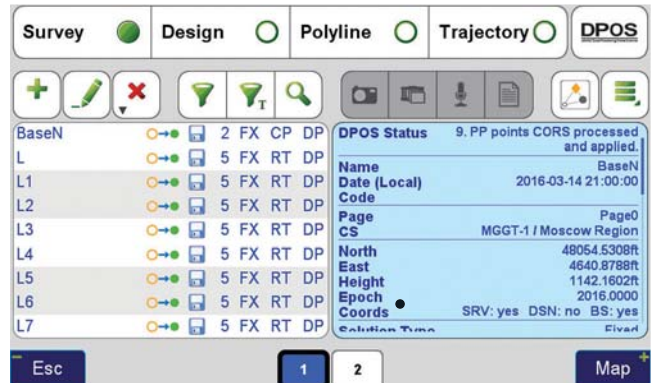 Survey Design Polyline Trajectory DPOS
T
BaseN 2 FX CP DP
L 5 FX RT DP
L1 5 FX RT DP
L2 5 FX RT DP
L3 5 FX RT DP
L4 5 FX RT DP
L5 5 FX RT DP
L6 5 FX RT DP
L7 5 FX RT DP
DPOS Status 9. PP points CORS processed
and applied.
Name BaseN
Date (Local) 2016-03-14 21:00:00
Code
Page Page0
CS MGGT-1 / Moscow Region
North 48054.5308ft
East 4640.8788ft
Height 1142.1602ft
Epoch 2016.0000
Coords SRV: yes DSN: no BS: yes
Solution Type Fixed
Esc 1 2 Map